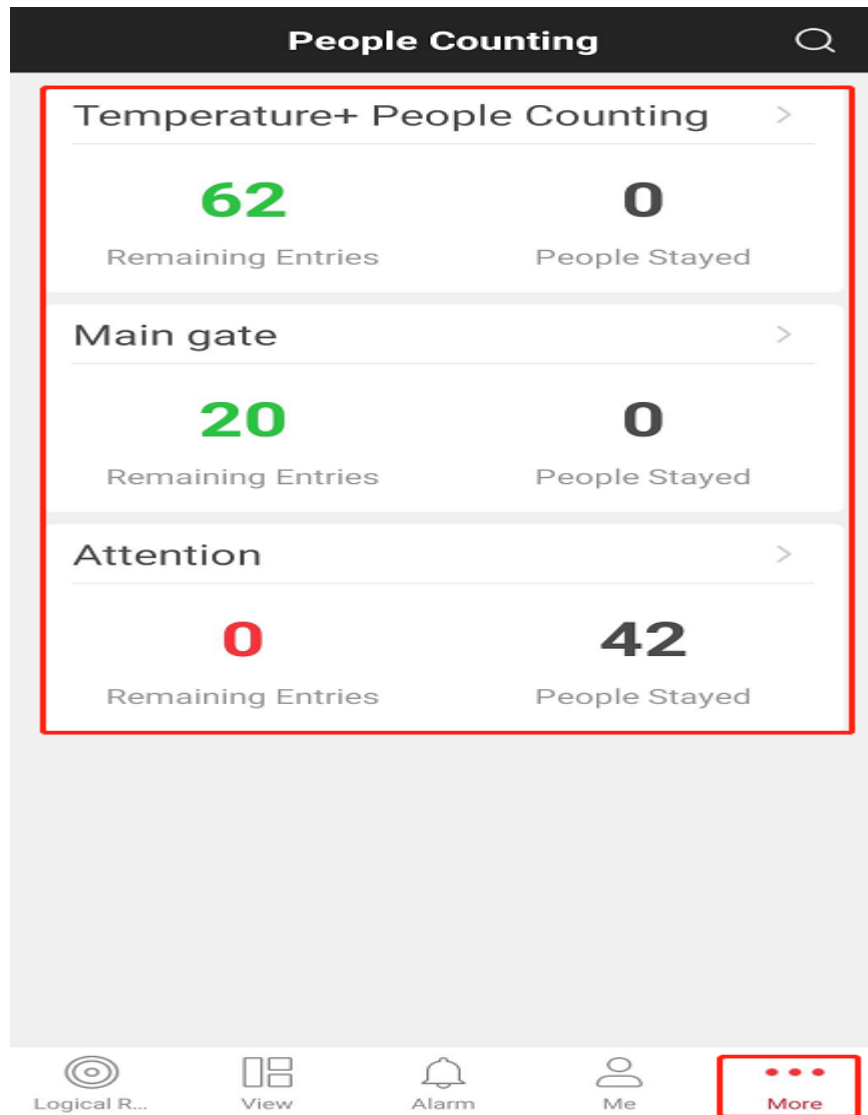 People Counting
Temperature+ People Counting >
62 0
Remaining Entries People Stayed
Main gate >
20 0
Remaining Entries People Stayed
Attention >
0 42
Remaining Entries People Stayed
Logical R... View Alarm Me More